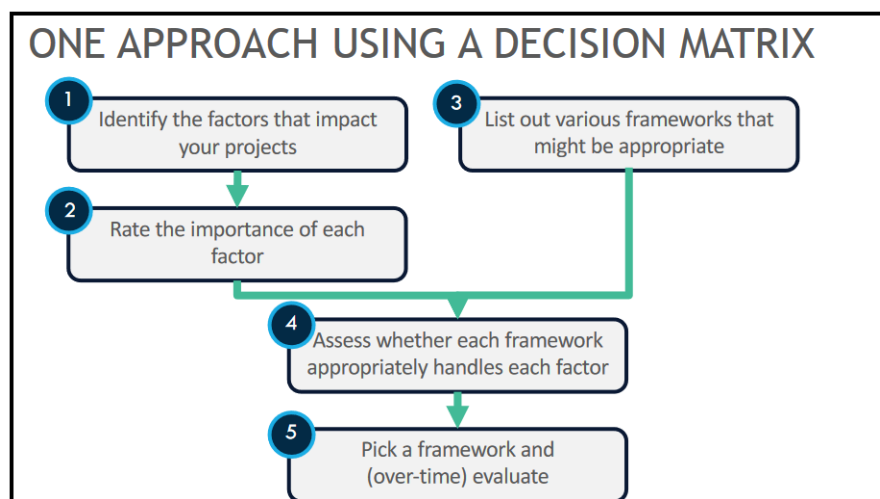 ONE APPROACH USING A DECISION MATRIX
1
Identify the factors that impact
your projects
2
Rate the importance of each
factor
3
List out various frameworks that
might be appropriate
4
Assess whether each framework
appropriately handles each factor
5
Pick a framework and
(over-time) evaluate